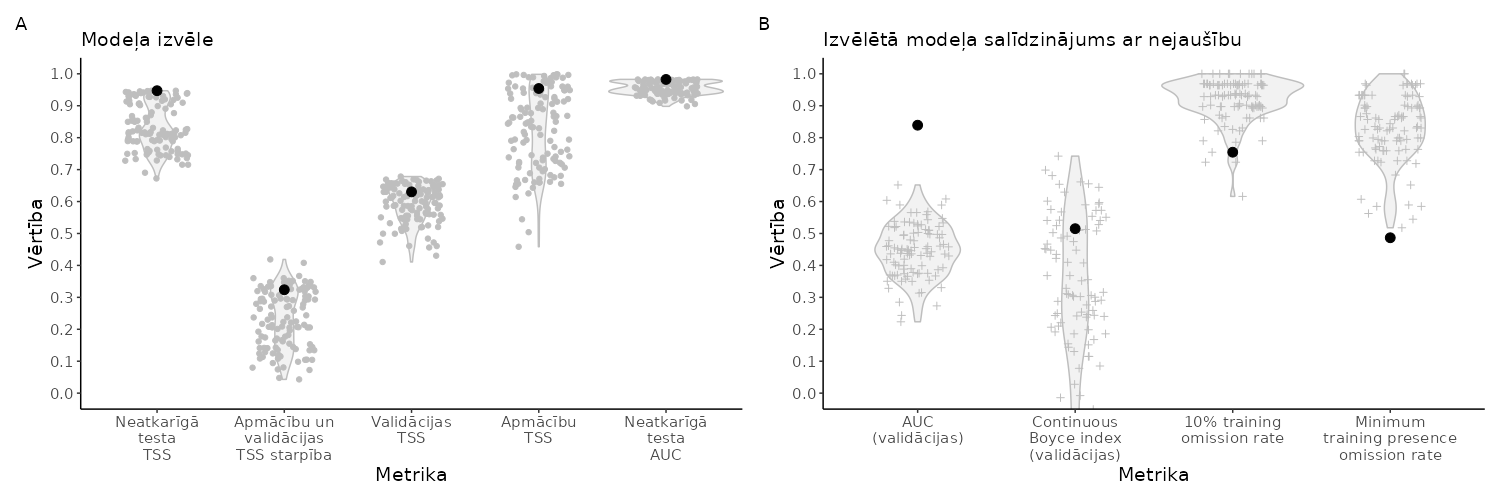 A
Modeļa izvēle
Vērtība
1.0
0.9
0.8
0.7
0.6
0.5
0.4
0.3
0.2
0.1
0.0
Neatkarīgā
testa
TSS
Apmācību un
validācijas
TSS starpība
Validācijas
TSS
Apmācību
TSS
Neatkarīgā
testa
AUC
Metrika
B
Izvēlētā modeļa salīdzinājums ar nejaušību
Vērtība
1.0
0.9
0.8
0.7
0.6
0.5
0.4
0.3
0.2
0.1
0.0
AUC
(validācijas)
Continuous
Boyce index
(validācijas)
10% training
omission rate
Minimum
training presence
omission rate
Metrika